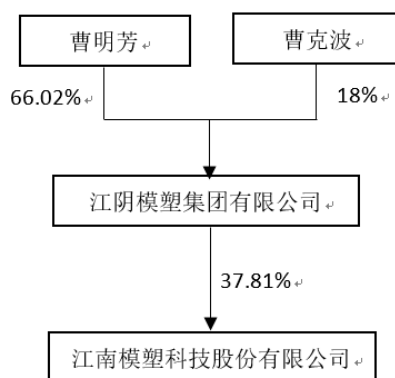 曹明芳
曹克波
66.02%
18%
江阴模塑集团有限公司
37.81%
江南模塑科技股份有限公司